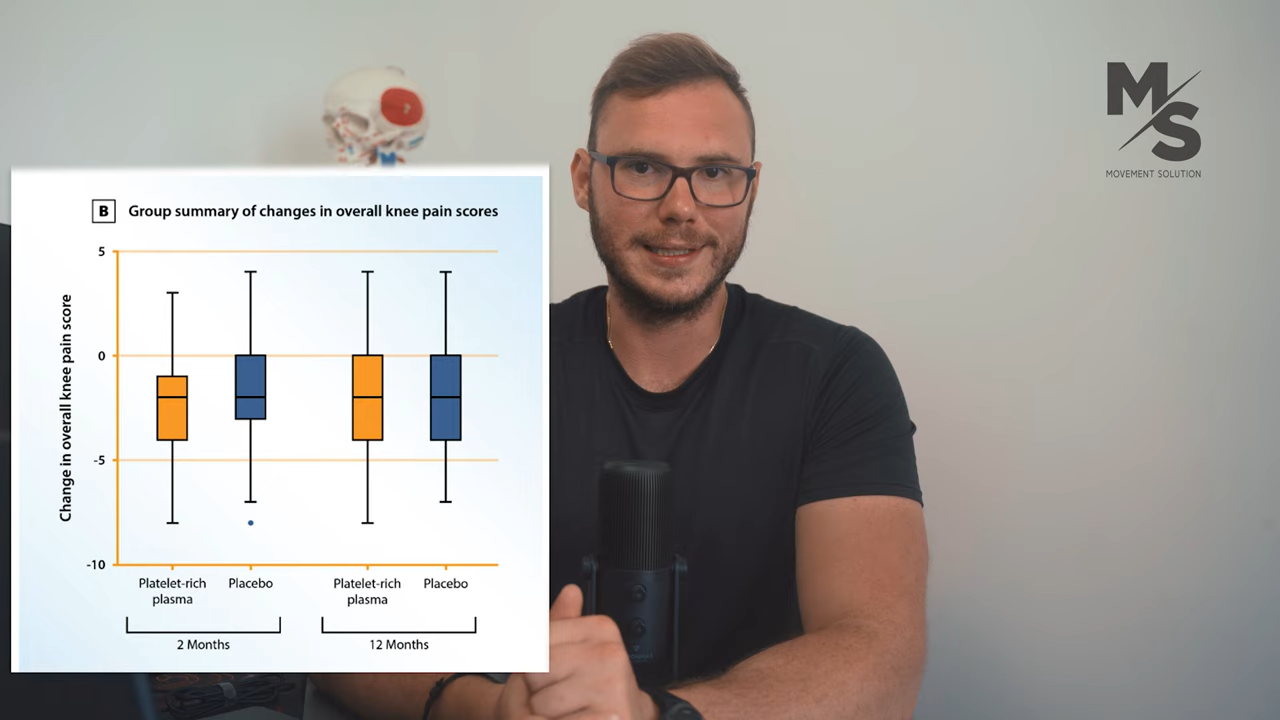 M
S
MOVEMENT SOLUTION
B Group summary of changes in overall knee pain scores
Change in overall knee pain score
5
0
-5
-10
Platelet-rich
plasma
Placebo
Platelet-rich
plasma
Placebo
2 Months
12 Months